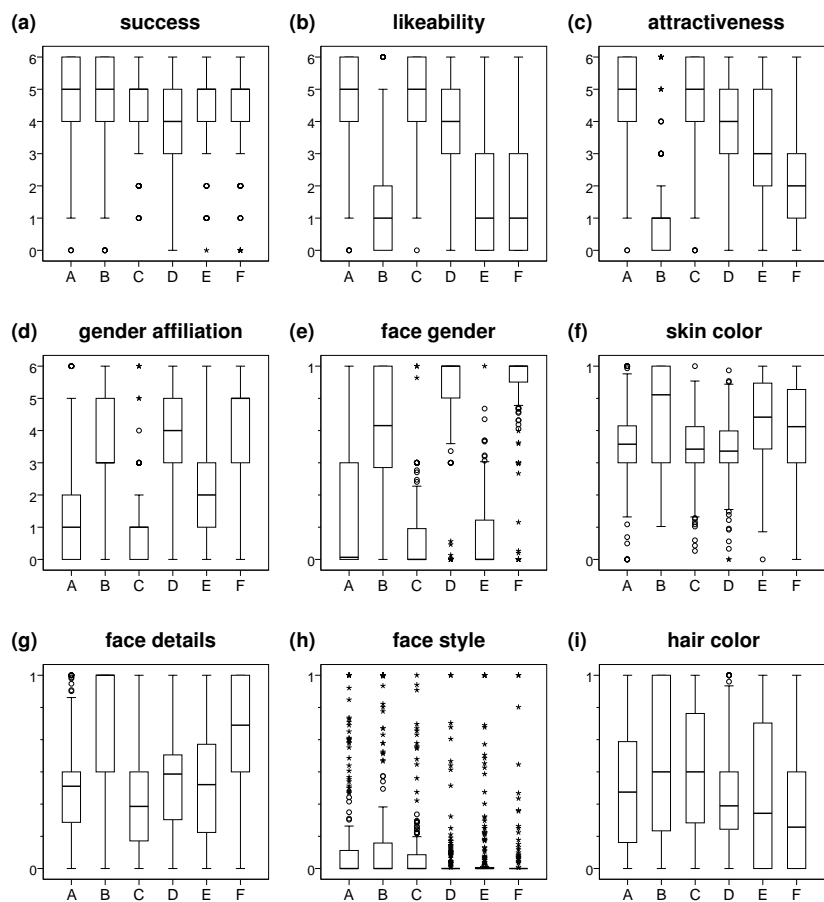 (a) success
6
5
4
3
2
1
0
A B C D E F
(b) likeability
6
5
4
3
2
1
0
A B C D E F
(c) attractiveness
6
5
4
3
2
1
0
A B C D E F
(d) gender affiliation
6
5
4
3
2
1
0
A B C D E F
(e) face gender
1
0
A B C D E F
(f) skin color
1
0
A B C D E F
(g) face details
1
0
A B C D E F
(h) face style
1
0
A B C D E F
(i) hair color
1
0
A B C D E F